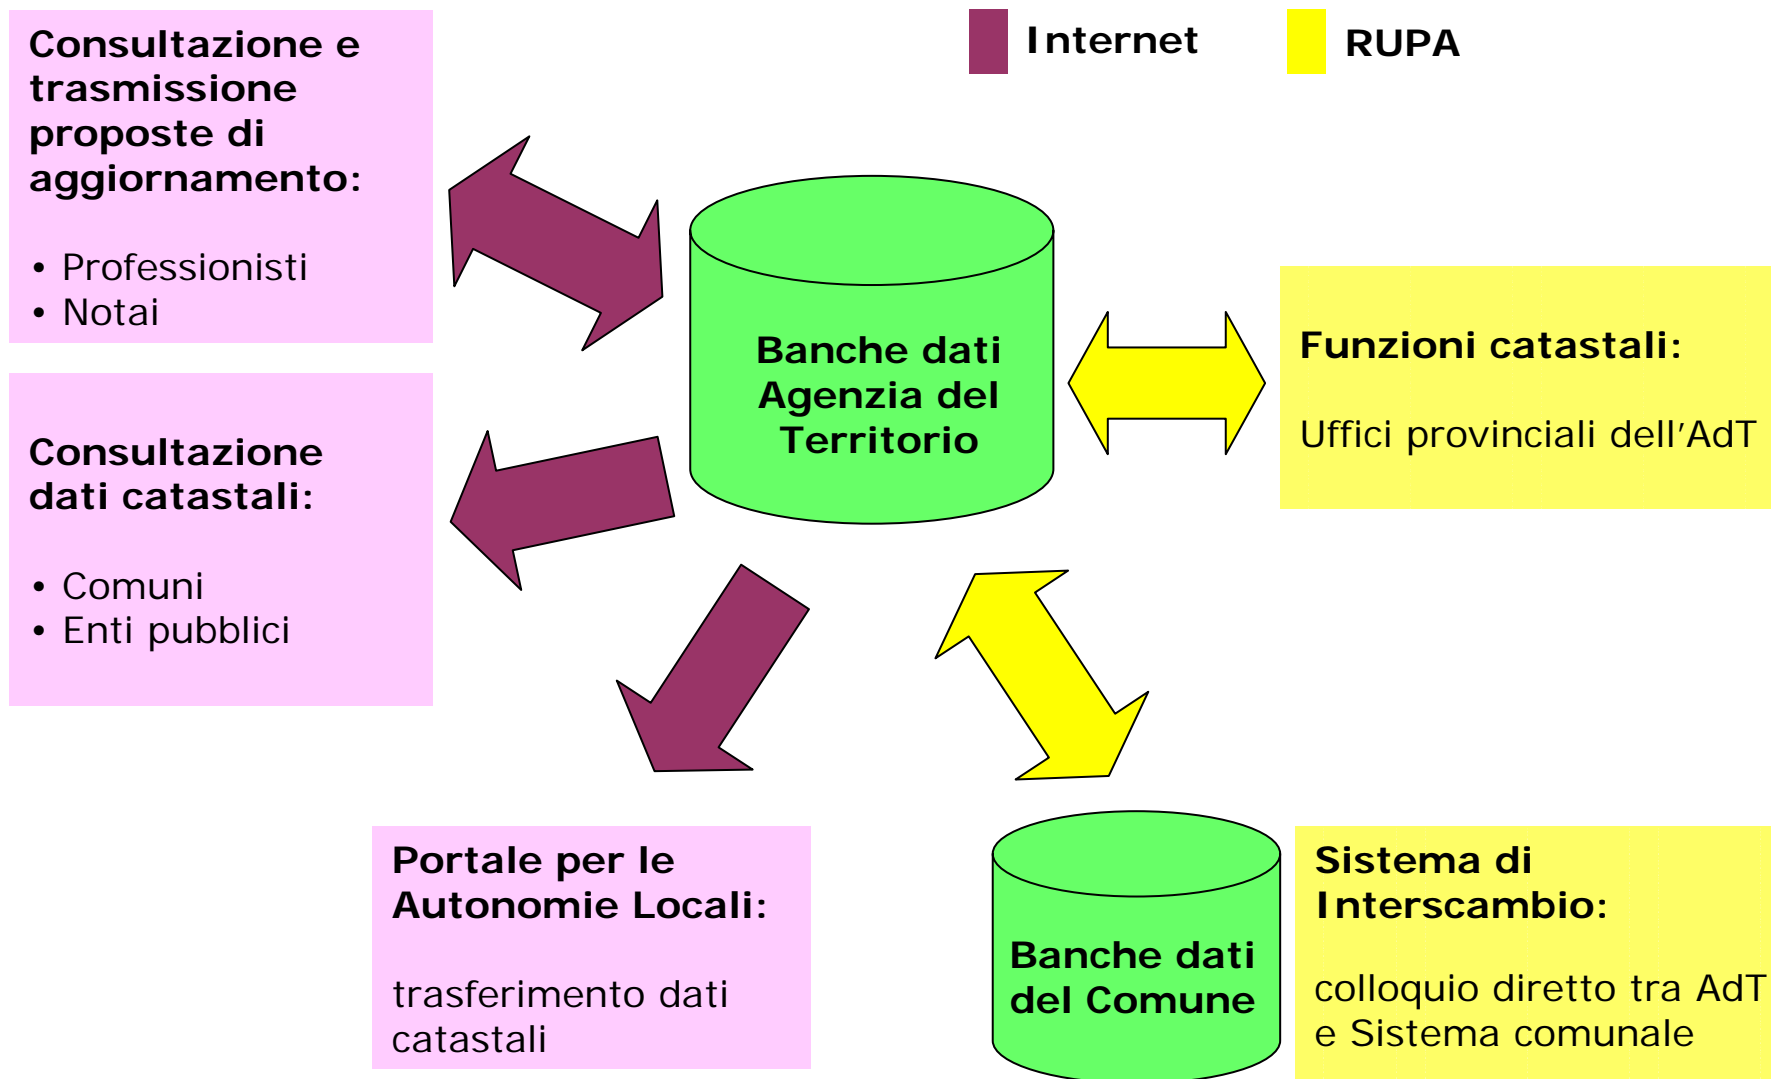 Consultazione e
trasmissione
proposte di
aggiornamento:
• Professionisti
• Notai
Internet
RUPA
Banche dati
Agenzia del
Territorio
Funzioni catastali:
Uffici provinciali dell’AdT
Consultazione
dati catastali:
• Comuni
• Enti pubblici
Portale per le
Autonomie Locali:
trasferimento dati
catastali
Banche dati
del Comune
Sistema di
Interscambio:
colloquio diretto tra AdT
e Sistema comunale